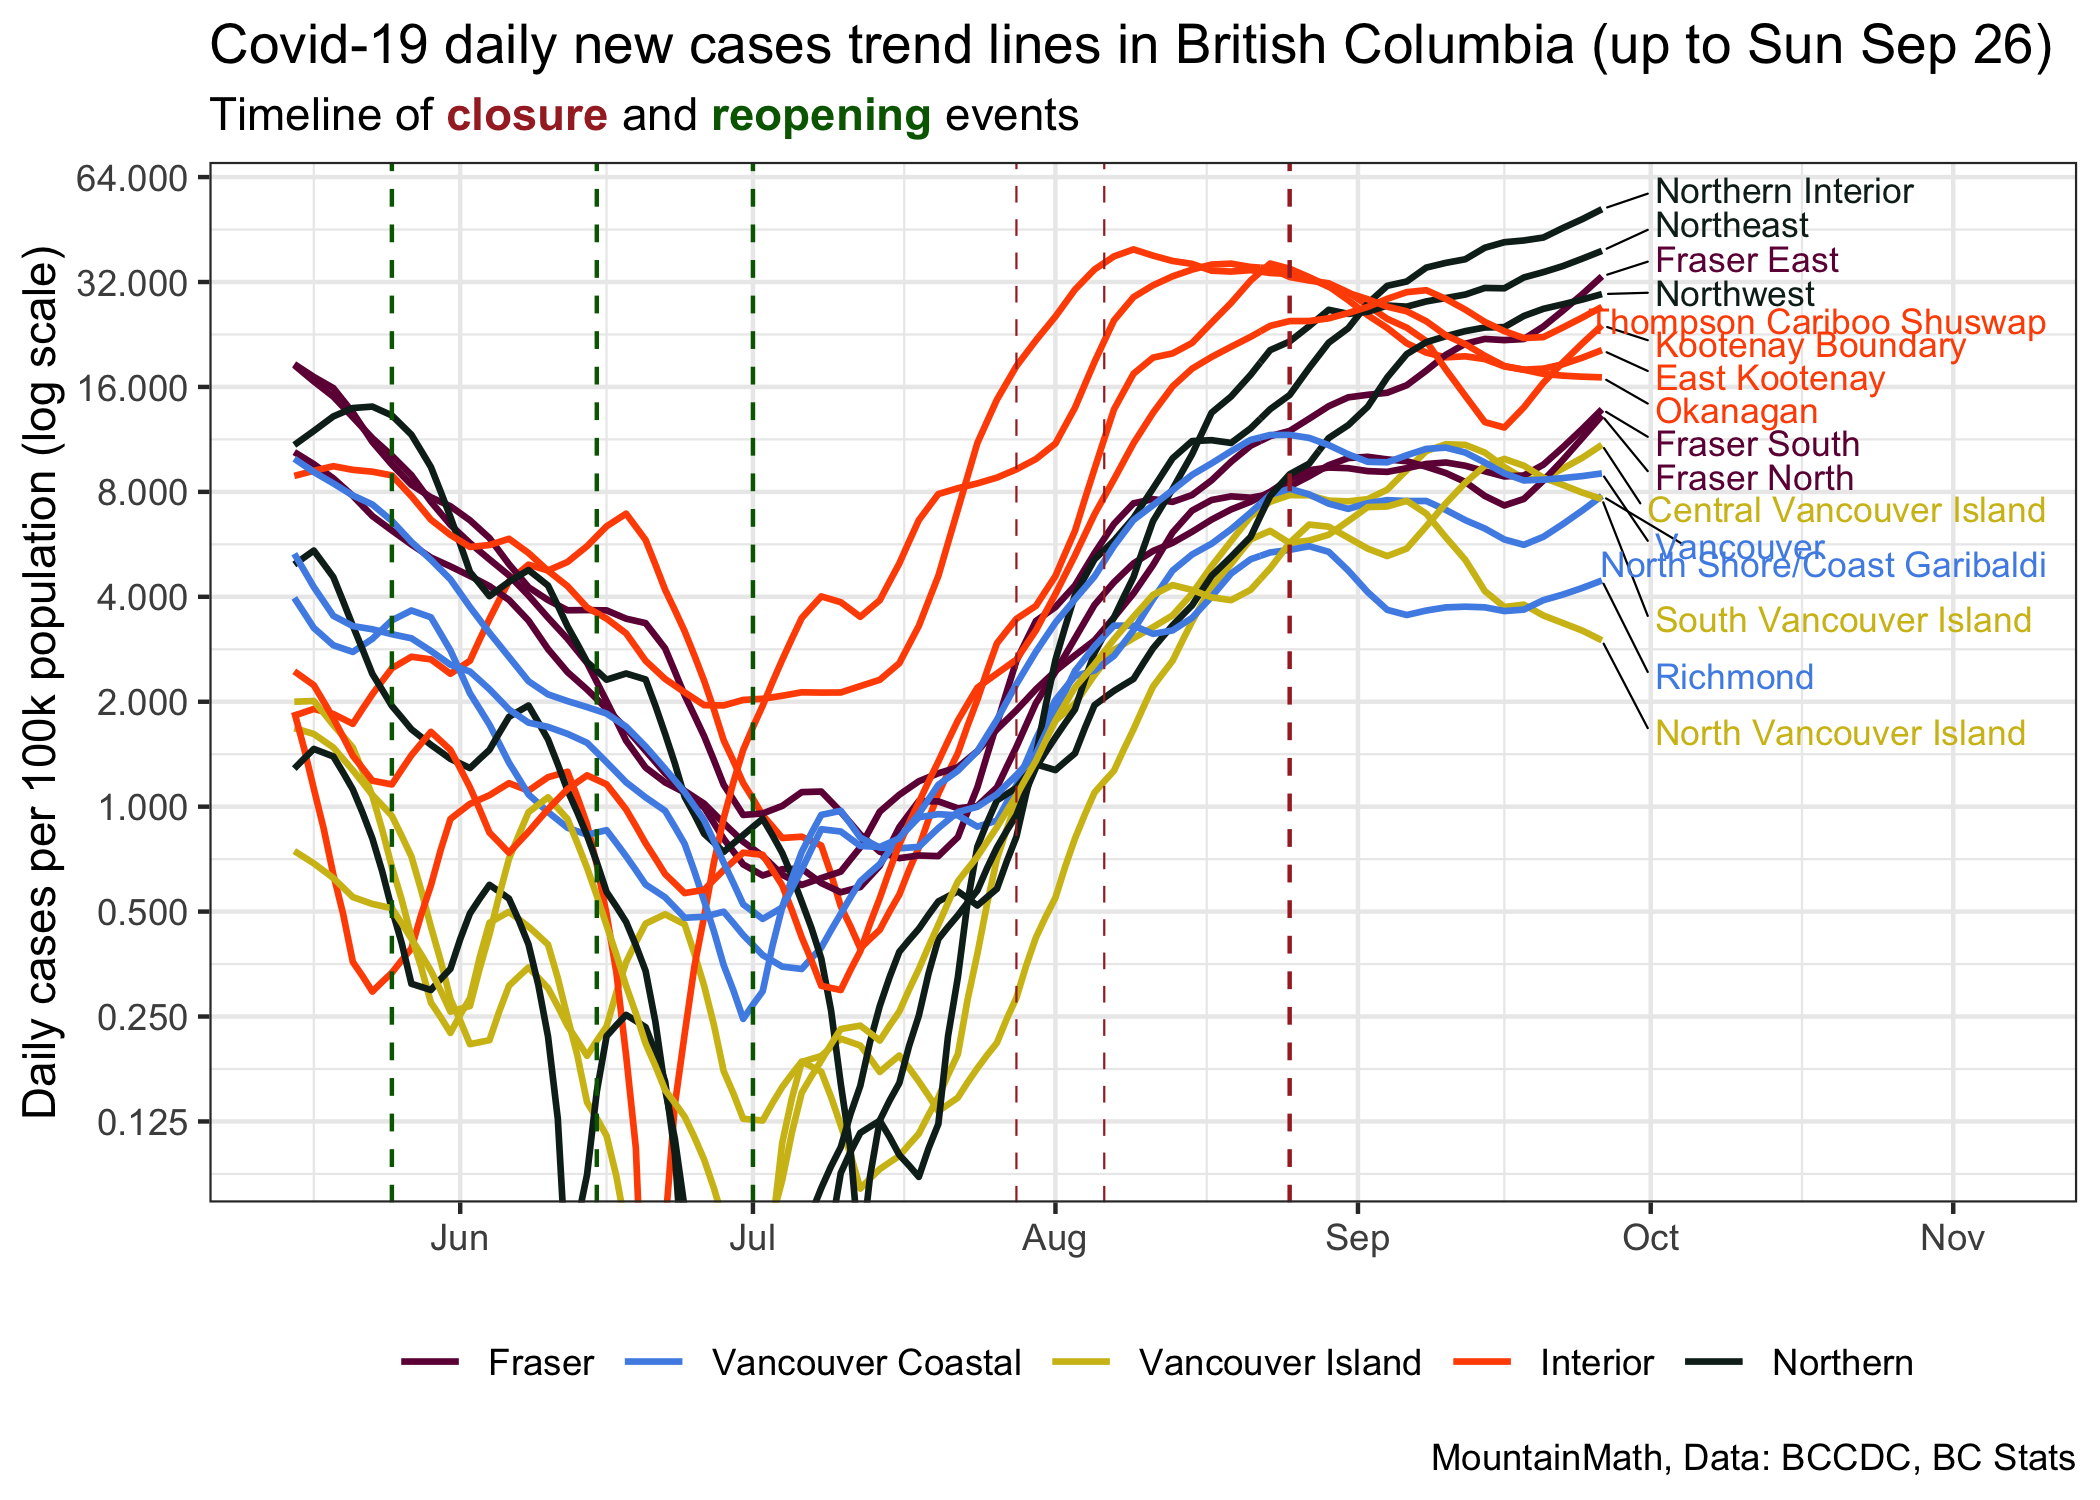 Covid-19 daily new cases trend lines in British Columbia (up to Sun Sep 26)
Timeline of closure and reopening events
Daily cases per 100k population (log scale)
64.000
32.000
16.000
8.000
4.000
2.000
1.000
0.500
0.250
0.125
Northern Interior
Northeast
Fraser East
Northwest
Thompson Cariboo Shuswap
Kootenay Boundary
East Kootenay
Okanagan
Fraser South
Fraser North
Central Vancouver Island
Vancouver
North Shore/Coast Garibaldi
South Vancouver Island
Richmond
North Vancouver Island
Jun Jul Aug Sep Oct Nov
Fraser Vancouver Coastal Vancouver Island Interior Northern
MountainMath, Data: BCCDC, BC Stats